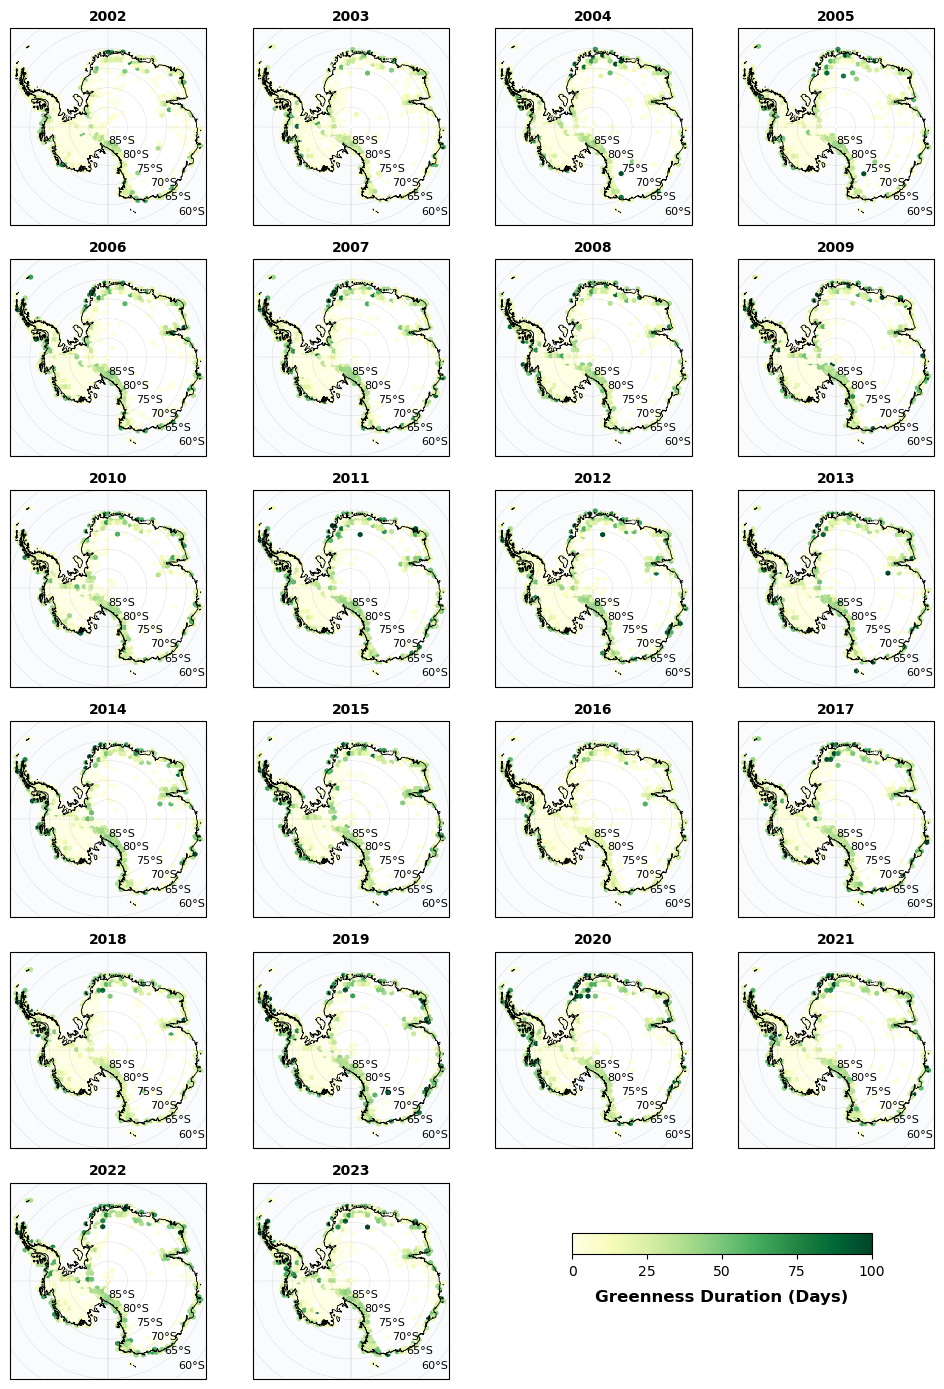 2002 2003 2004 2005
85°S 85°S 85°S 85°S
80°S 80°S 80°S 80°S
75°S 75°S 75°S 75°S
70°S 70°S 70°S 70°S
65°S 65°S 65°S 65°S
60°S 60°S 60°S 60°S
2006 2007 2008 2009
85°S 85°S 85°S 85°S
80°S 80°S 80°S 80°S
75°S 75°S 75°S 75°S
70°S 70°S 70°S 70°S
65°S 65°S 65°S 65°S
60°S 60°S 60°S 60°S
2010 2011 2012 2013
85°S 85°S 85°S 85°S
80°S 80°S 80°S 80°S
75°S 75°S 75°S 75°S
70°S 70°S 70°S 70°S
65°S 65°S 65°S 65°S
60°S 60°S 60°S 60°S
2014 2015 2016 2017
85°S 85°S 85°S 85°S
80°S 80°S 80°S 80°S
75°S 75°S 75°S 75°S
70°S 70°S 70°S 70°S
65°S 65°S 65°S 65°S
60°S 60°S 60°S 60°S
2018 2019 2020 2021
85°S 85°S 85°S 85°S
80°S 80°S 80°S 80°S
75°S 75°S 75°S 75°S
70°S 70°S 70°S 70°S
65°S 65°S 65°S 65°S
60°S 60°S 60°S 60°S
2022 2023
85°S 85°S
80°S 80°S
75°S 75°S
70°S 70°S
65°S 65°S
60°S 60°S
0 25 50 75 100
Greenness Duration (Days)